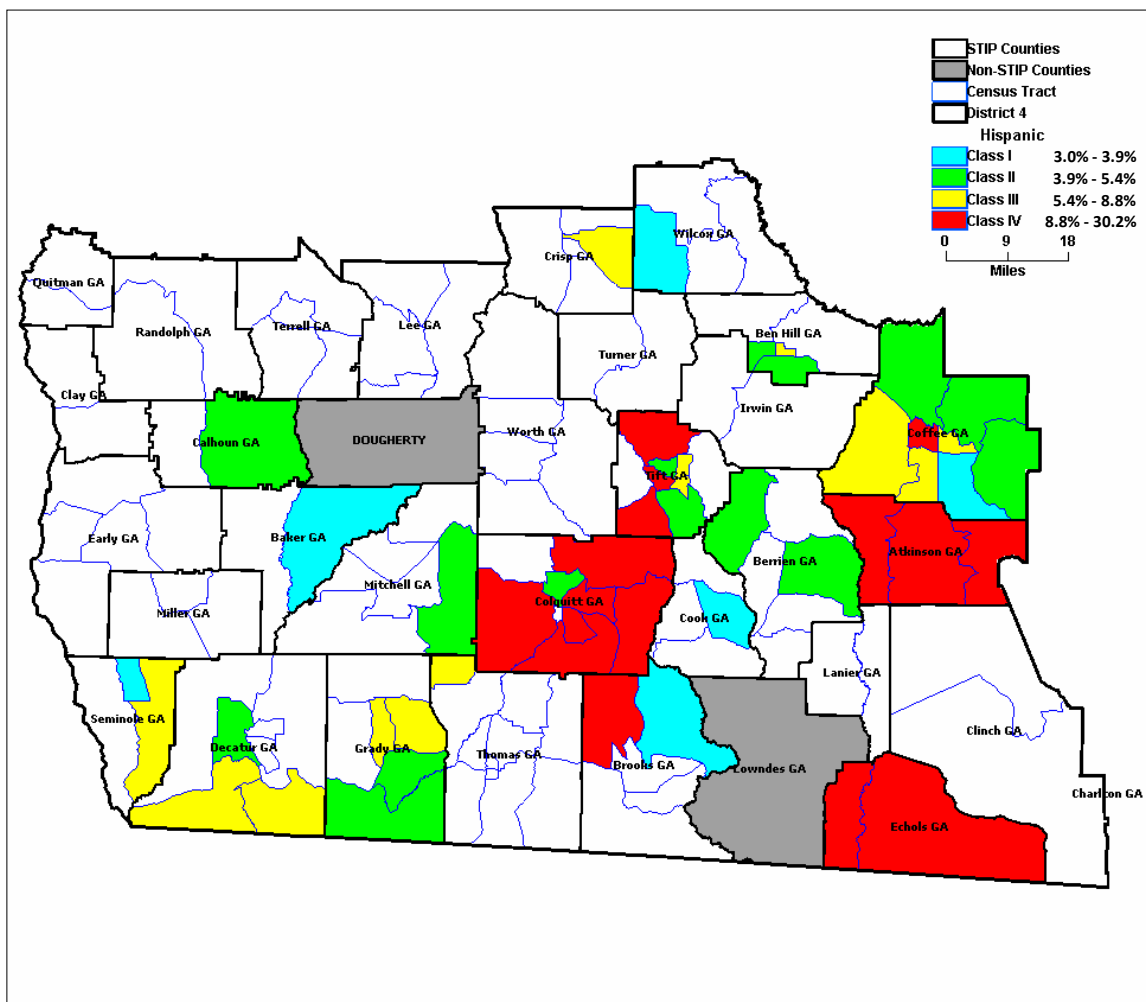 STIP Counties
Non-STIP Counties
Census Tract
District 4
Hispanic
Class I 3.0% - 3.9%
Class II 3.9% - 5.4%
Class III 5.4% - 8.8%
Class IV 8.8% - 30.2%
0 9 18
Miles
Wilcox GA
Crisp GA
Quitman GA
Randolph GA
Terrell GA
Lee GA
Ben Hill GA
Turner GA
Clay GA
Irwin GA
Calhoun GA
DOUGHERTY
Worth GA
Coffee GA
Tift GA
Early GA
Baker GA
Atkinson GA
Berrien GA
Mitchell GA
Miller GA
Colquitt GA
Cook GA
Lanier GA
Seminole GA
Decatur GA
Grady GA
Thomas GA
Clinch GA
Brooks GA
Lowndes GA
Charlton GA
Echols GA